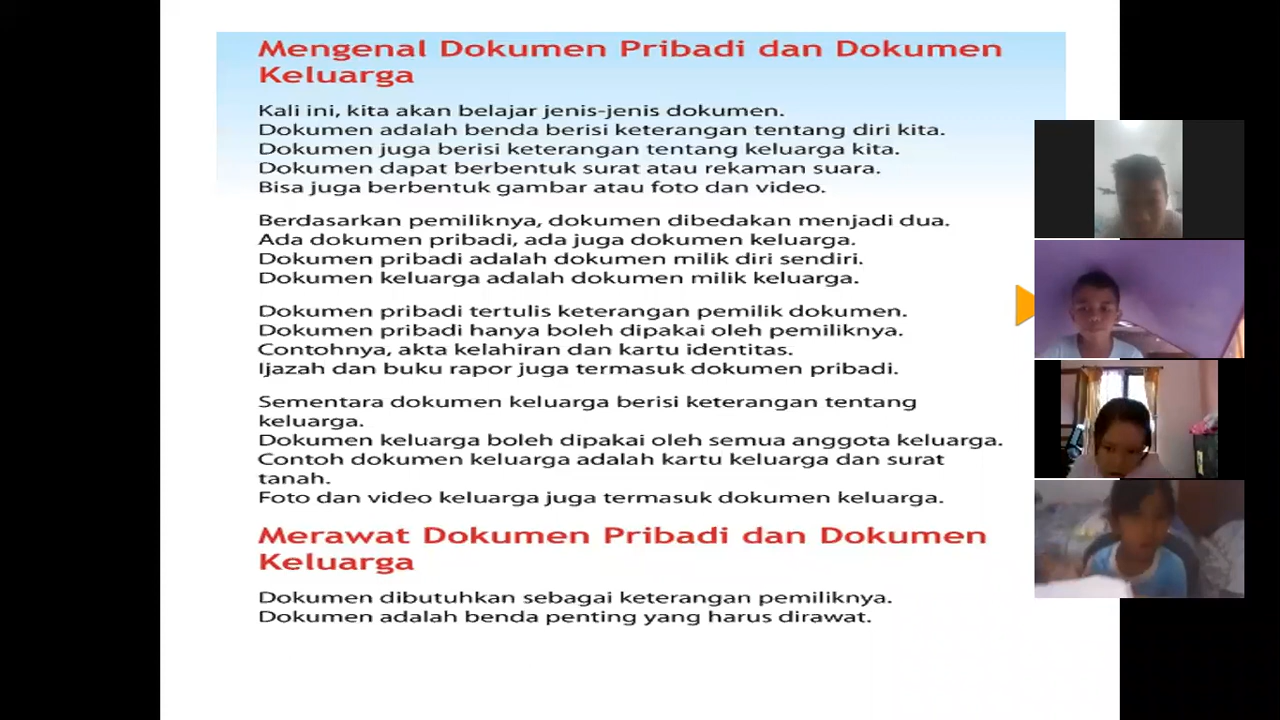 Mengenal Dokumen Pribadi dan Dokumen
Keluarga
Kali ini, kita akan belajar jenis-jenis dokumen.
Dokumen adalah benda berisi keterangan tentang diri kita.
Dokumen juga berisi keterangan tentang keluarga kita.
Dokumen dapat berbentuk surat atau rekaman suara.
Bisa juga berbentuk gambar atau foto dan video.
Berdasarkan pemiliknya, dokumen dibedakan menjadi dua.
Ada dokumen pribadi, ada juga dokumen keluarga.
Dokumen pribadi adalah dokumen milik diri sendiri.
Dokumen keluarga adalah dokumen milik keluarga.
Dokumen pribadi tertulis keterangan pemilik dokumen.
Dokumen pribadi hanya boleh dipakai oleh pemiliknya.
Contohnya, akta kelahiran dan kartu identitas.
Ijazah dan buku rapor juga termasuk dokumen pribadi.
Sementara dokumen keluarga berisi keterangan tentang
keluarga.
Dokumen keluarga boleh dipakai oleh semua anggota keluarga.
Contoh dokumen keluarga adalah kartu keluarga dan surat
tanah.
Foto dan video keluarga juga termasuk dokumen keluarga.
Merawat Dokumen Pribadi dan Dokumen
Keluarga
Dokumen dibutuhkan sebagai keterangan pemiliknya.
Dokumen adalah benda penting yang harus dirawat.